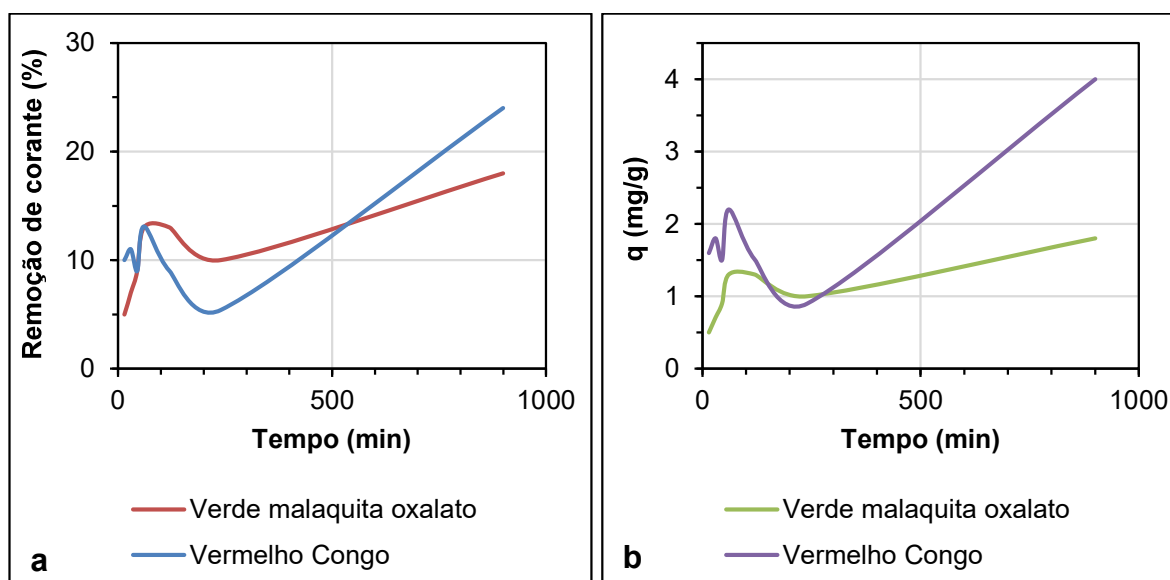 Remoção de corante (%)
30
20
10
0
0 500 1000
Tempo (min)
Verde malaquita oxalato
Vermelho Congo
a
q (mg/g)
4
3
2
1
0
0 500 1000
Tempo (min)
Verde malaquita oxalato
Vermelho Congo
b